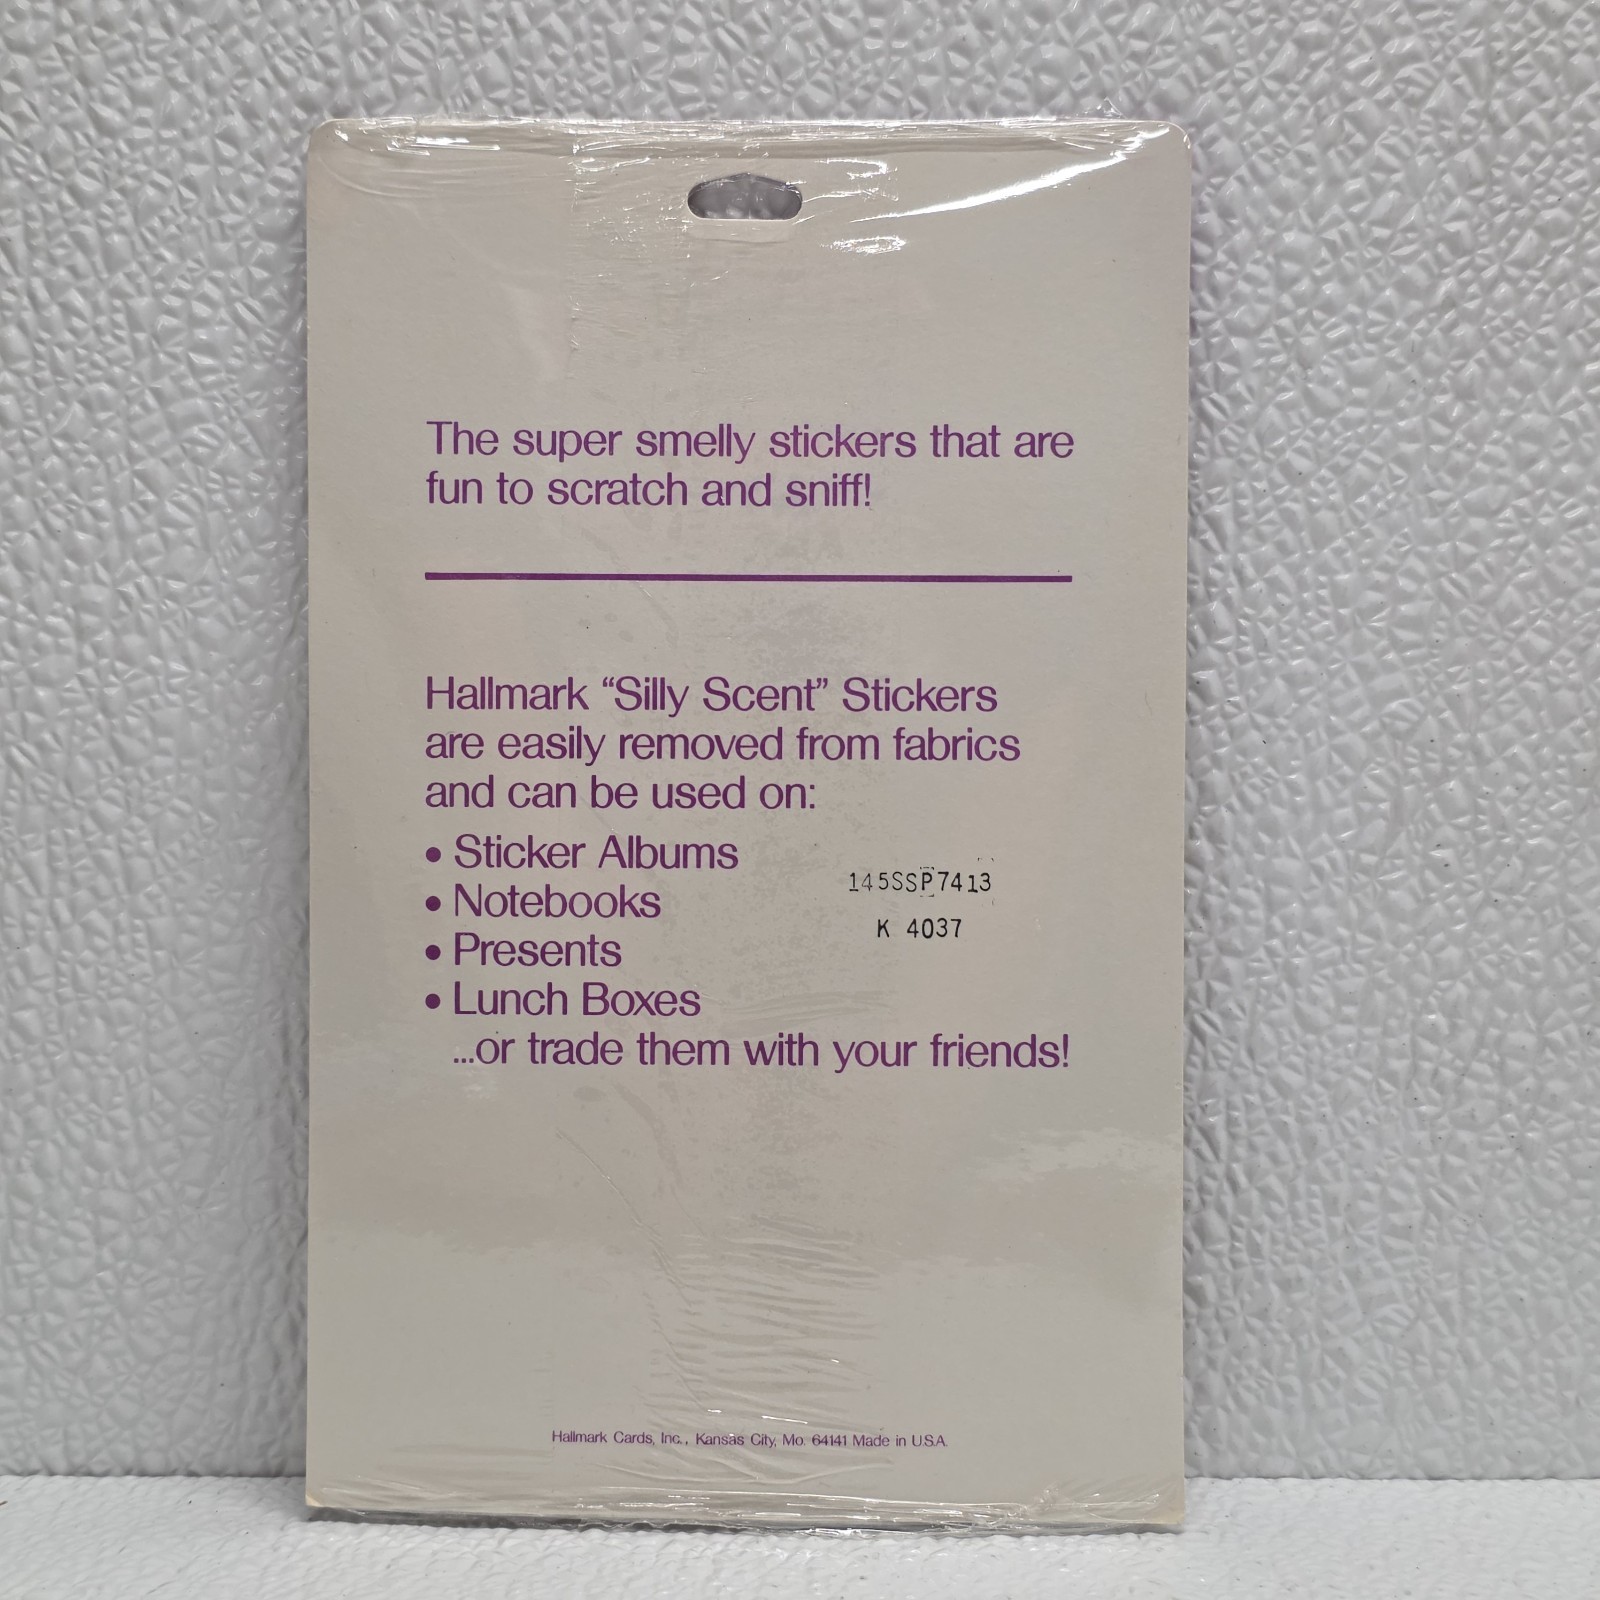 The super smelly stickers that are
fun to scratch and sniff!
Hallmark “Silly Scent” Stickers
are easily removed from fabrics
and can be used on:
• Sticker Albums
• Notebooks
• Presents
• Lunch Boxes
...or trade them with your friends!
145SSP7413
K 4037
Hallmark Cards, Inc., Kansas City, Mo. 64141 Made in U.S.A.